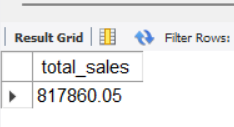 Result Grid Filter Rows:
total_sales
817860.05